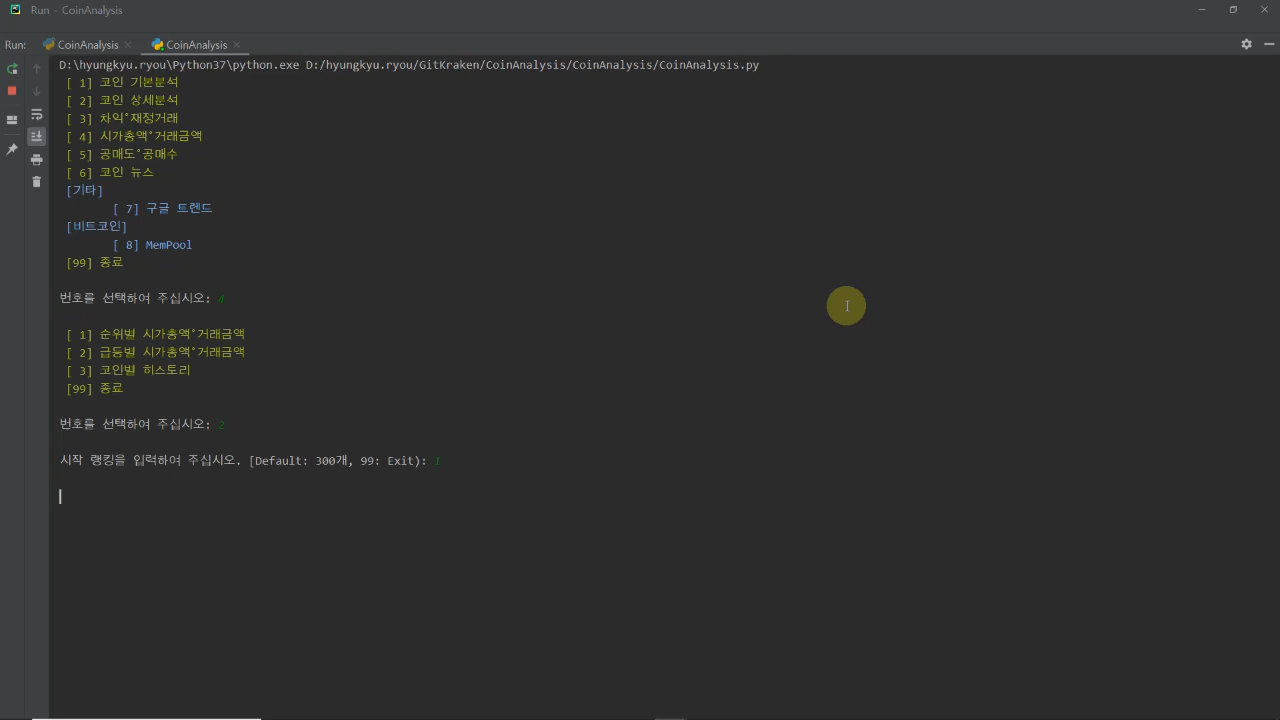 Run - CoinAnalysis
Run: CoinAnalysis CoinAnalysis
D:\hyungkyu.ryou\Python37\python.exe D:/hyungkyu.ryou/GitKraken/CoinAnalysis/CoinAnalysis/CoinAnalysis.py
[ 1] 코인 기본분석
[ 2] 코인 상세분석
[ 3] 차익°재정거래
[ 4] 시가총액°거래금액
[ 5] 공매도°공매수
[ 6] 코인 뉴스
[기타]
[ 7] 구글 트렌드
[비트코인]
[ 8] MemPool
[99] 종료
번호를 선택하여 주십시오: 4
[ 1] 순위별 시가총액°거래금액
[ 2] 급등별 시가총액°거래금액
[ 3] 코인별 히스토리
[99] 종료
번호를 선택하여 주십시오: 2
시작 랭킹을 입력하여 주십시오. [Default: 300개, 99: Exit): 1